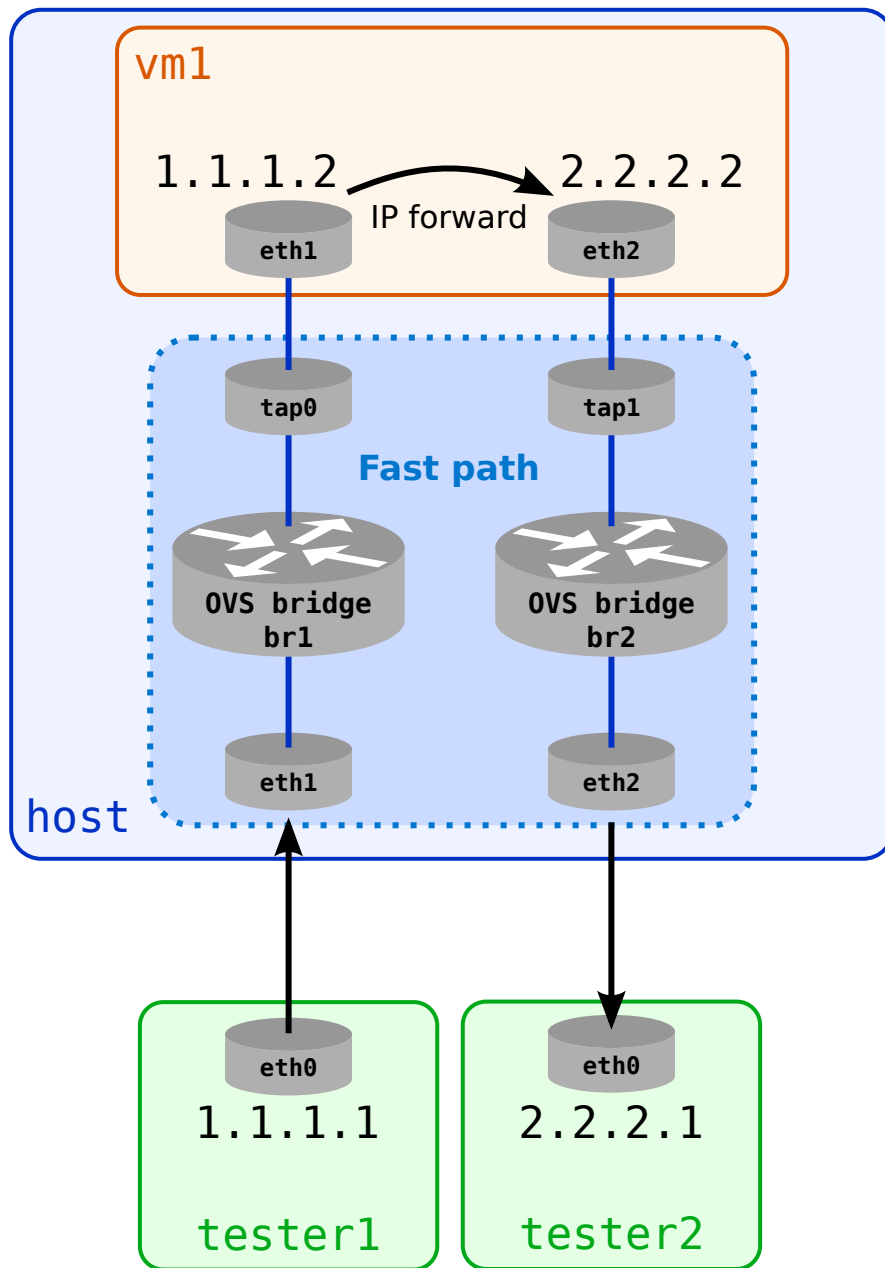 vm1
1.1.1.2
2.2.2.2
IP forward
eth1
eth2
tap0
tap1
Fast path
OVS bridge
br1
OVS bridge
br2
eth1
eth2
host
eth0
eth0
1.1.1.1
2.2.2.1
tester1
tester2